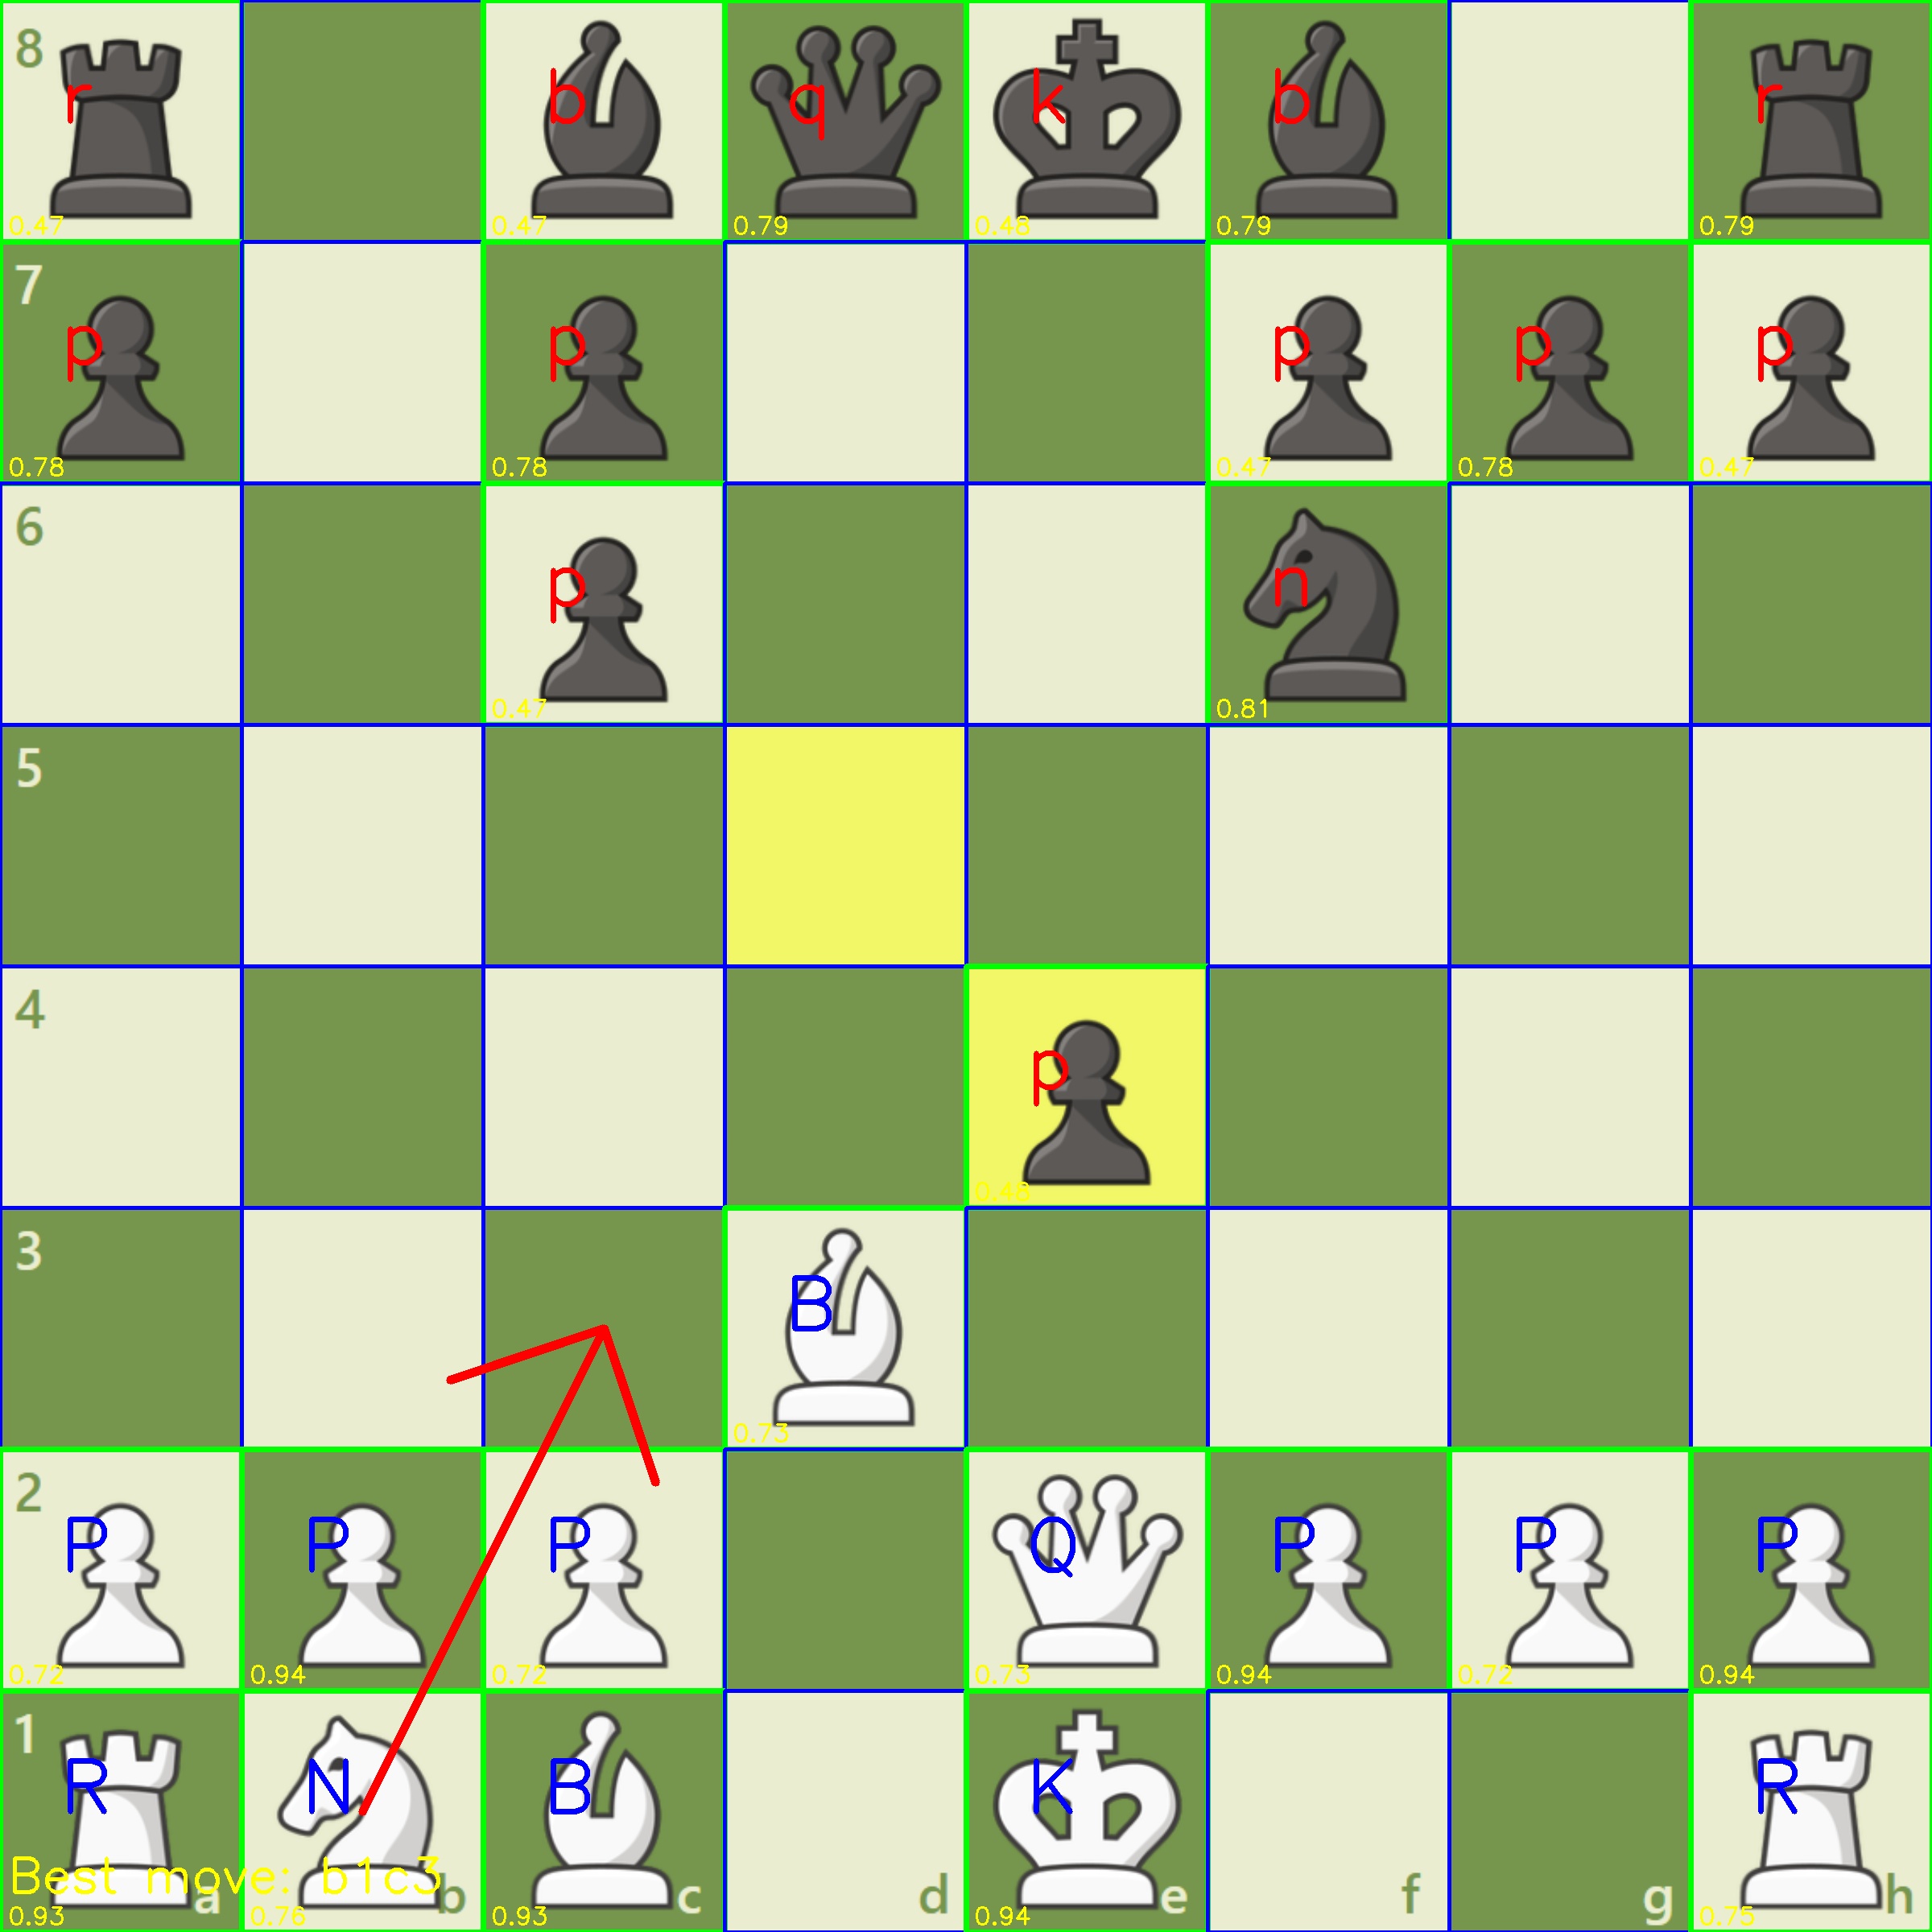 8 r b q k b r
0.47 0.47 0.79 0.48 0.79 0.79
7 p p p p p
0.78 0.78 0.47 0.78 0.47
6 p n
0.47 0.81
5
4 p
0.48
3 B
0.73
2 P P P Q P P P
0.72 0.94 0.72 0.73 0.94 0.72 0.94
1 R N B K R
Best move: b1c3
a b c d e f g h
0.93 0.76 0.93 0.94 0.75